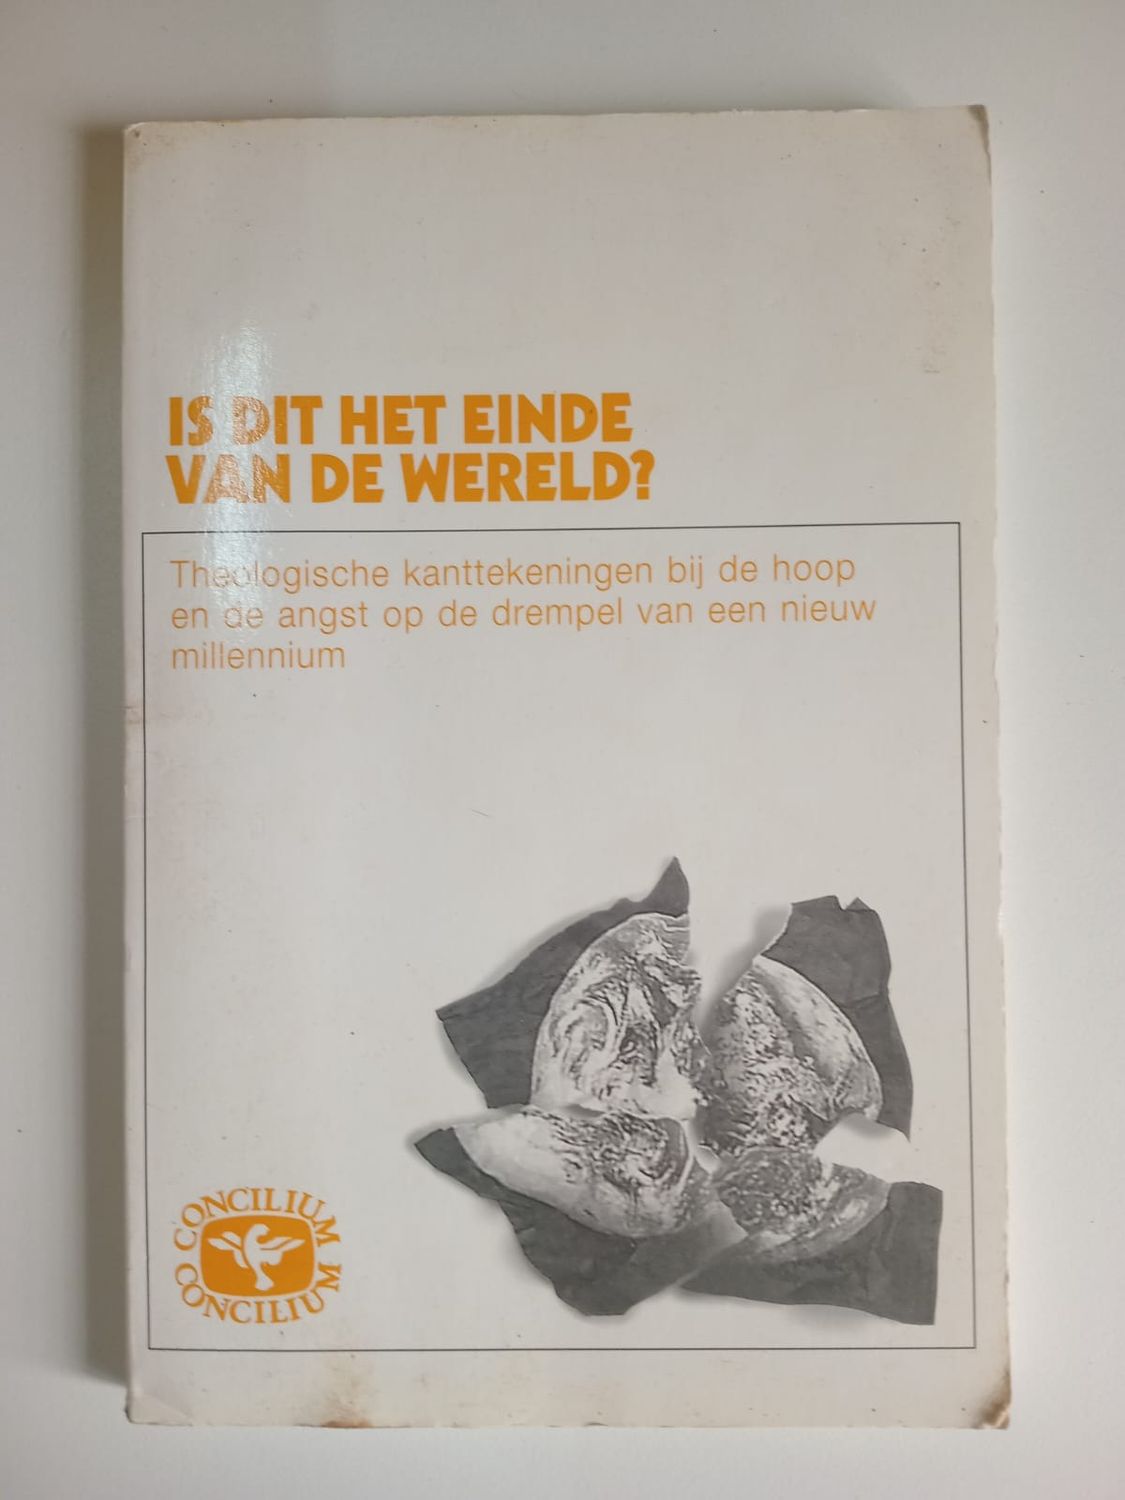 IS DIT HET EINDE
VAN DE WERELD?
Theologische kanttekeningen bij de hoop
en de angst op de drempel van een nieuw
millennium
CONCILIUM
CONCILIUM